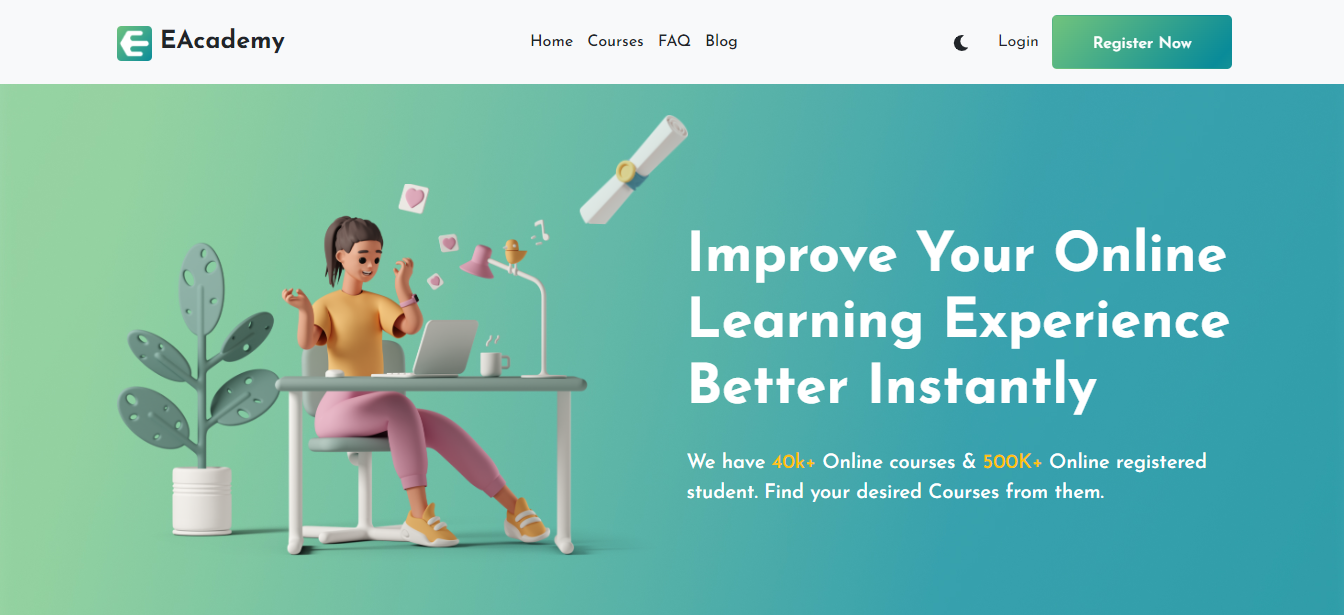 EAcademy
Home Courses FAQ Blog
Login
Register Now
Improve Your Online
Learning Experience
Better Instantly
We have 40k+ Online courses & 500K+ Online registered
student. Find your desired Courses from them.